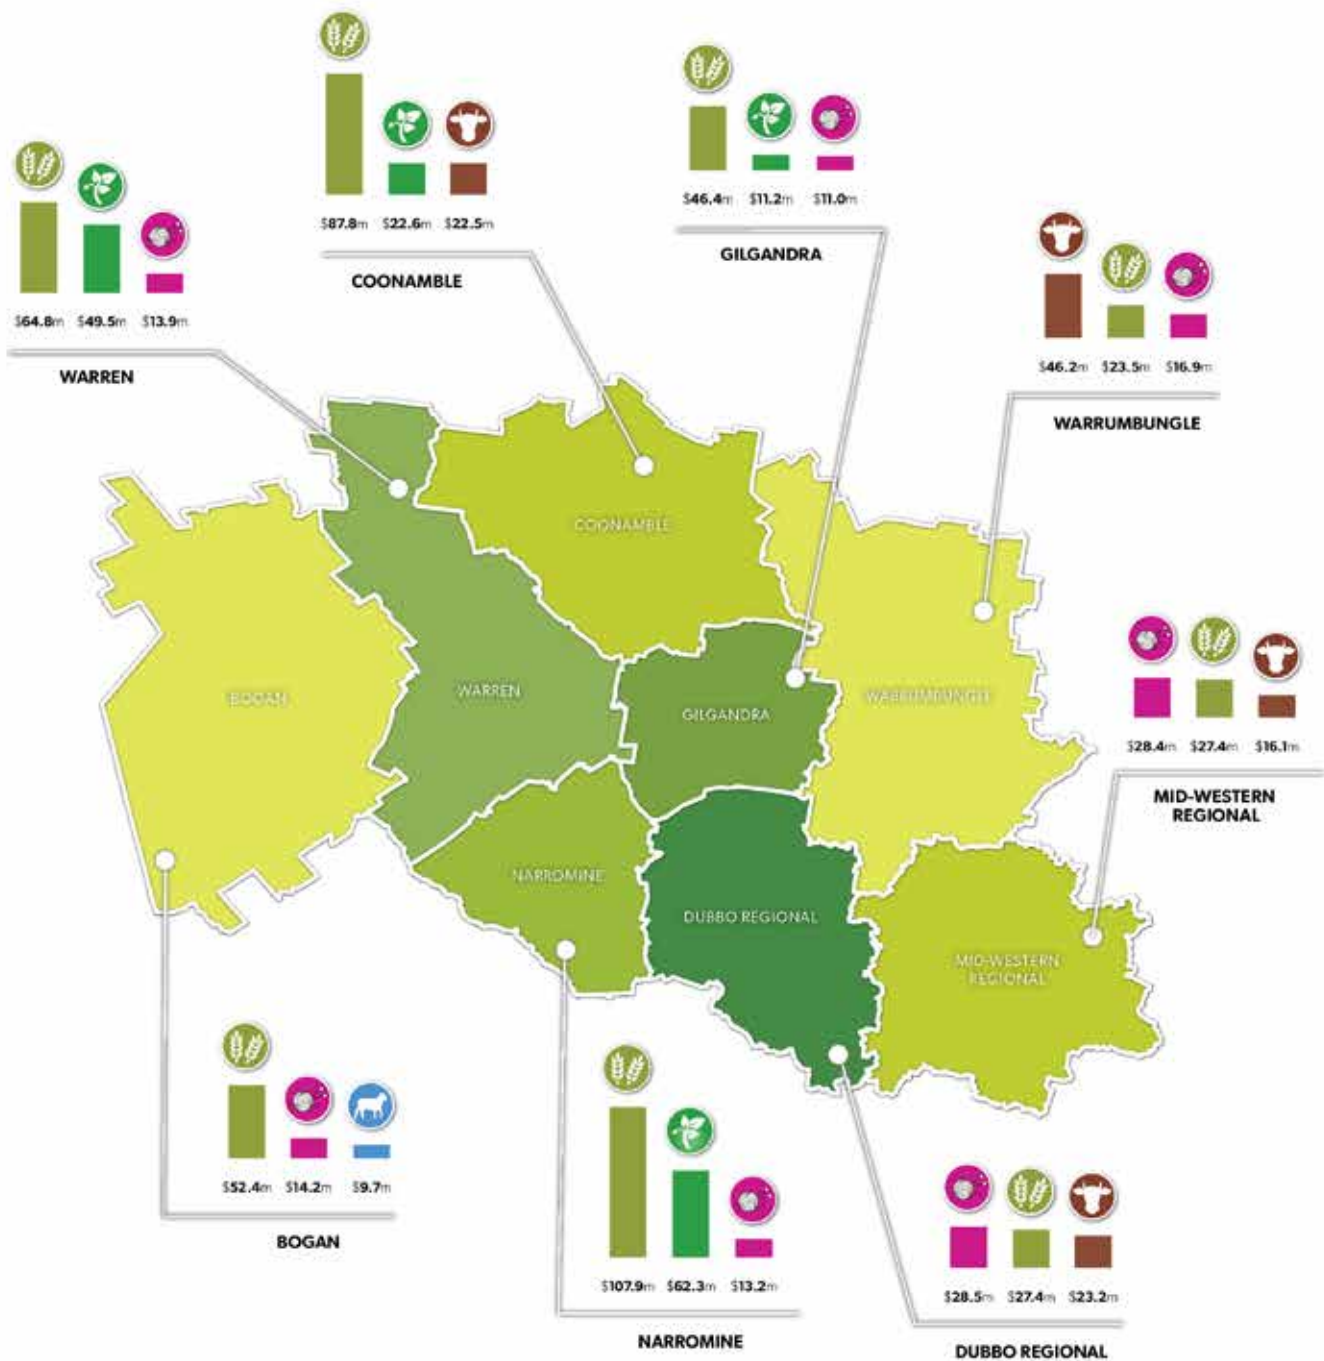 $87.8m $22.6m $22.5m
COONAMBLE
$46.4m $11.2m $11.0m
GILGANDRA
$64.8m $49.5m $13.9m
WARREN
$46.2m $23.5m $16.9m
WARRUMBUNGLE
COONAMBLE
BOGAN
WARREN
GILGANDRA
WARRUMBUNGLE
$28.4m $27.4m $16.1m
MID-WESTERN
REGIONAL
NARROMINE
DUBBO REGIONAL
MID-WESTERN
REGIONAL
$52.4m $14.2m $9.7m
BOGAN
$107.9m $62.3m $13.2m
NARROMINE
$28.5m $27.4m $23.2m
DUBBO REGIONAL